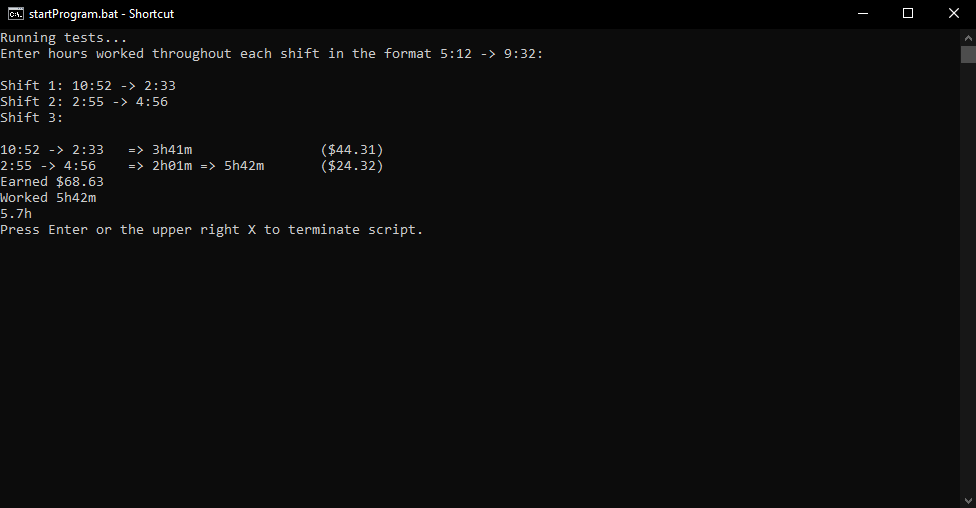 startProgram.bat - Shortcut
Running tests...
Enter hours worked throughout each shift in the format 5:12 -> 9:32:
Shift 1: 10:52 -> 2:33
Shift 2: 2:55 -> 4:56
Shift 3:
10:52 -> 2:33   => 3h41m                ($44.31)
2:55 -> 4:56    => 2h01m => 5h42m       ($24.32)
Earned $68.63
Worked 5h42m
5.7h
Press Enter or the upper right X to terminate script.